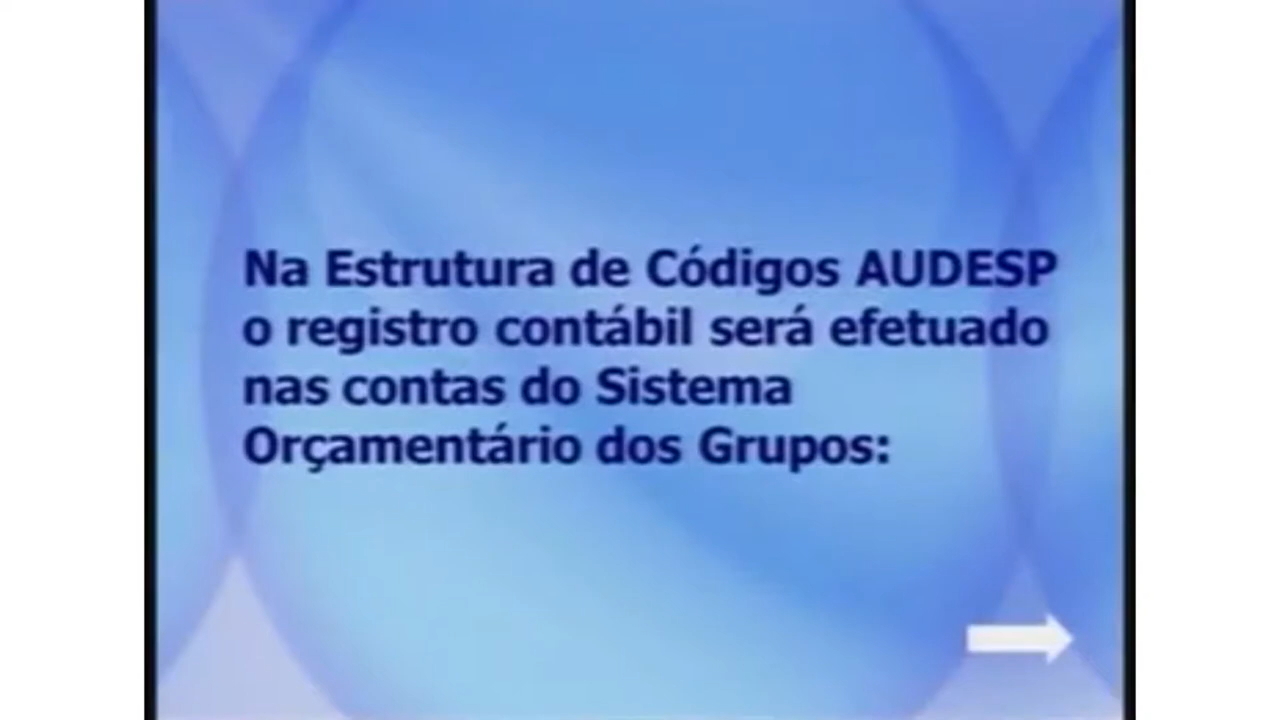 Na Estrutura de Códigos AUDESP
o registro contábil será efetuado
nas contas do Sistema
Orçamentário dos Grupos: